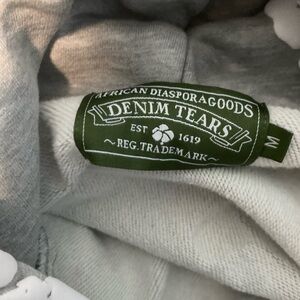 AFRICAN DIASPORA GOODS
DENIM TEARS
EST 1619
~REG. TRADEMARK~
M